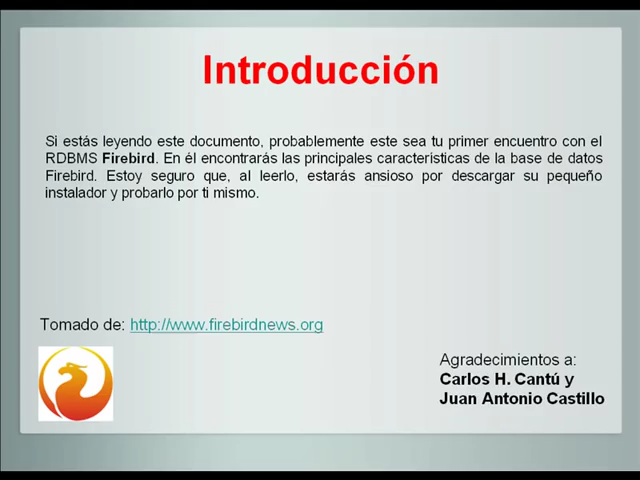 Introducción
Si estás leyendo este documento, probablemente este sea tu primer encuentro con el
RDBMS Firebird. En él encontrarás las principales características de la base de datos
Firebird. Estoy seguro que, al leerlo, estarás ansioso por descargar su pequeño
instalador y probarlo por ti mismo.
Tomado de: http://www.firebirdnews.org
Agradecimientos a:
Carlos H. Cantú y
Juan Antonio Castillo